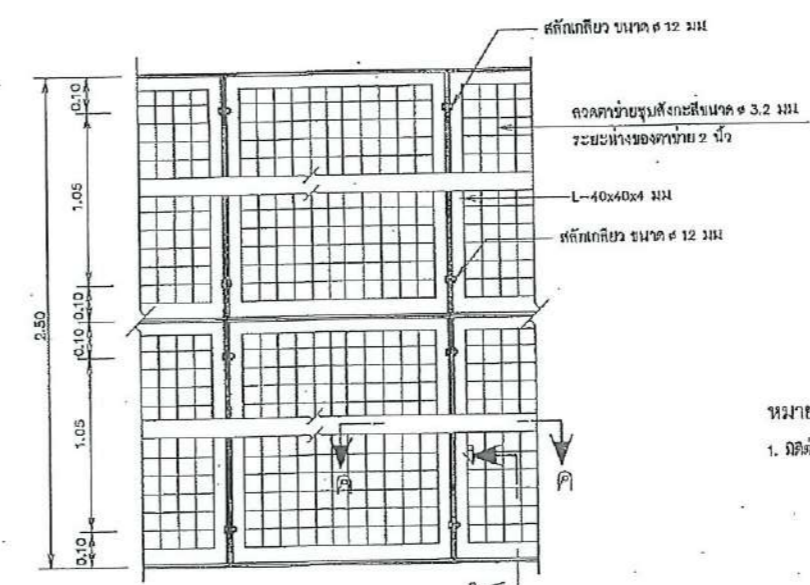 สลักเกลียว ขนาด ø 12 มม
ลวดตาข่ายชุบสังกะสีขนาด ø 3.2 มม
ระยะห่างของตาข่าย 2 นิ้ว
L-40x40x4 มม
สลักเกลียว ขนาด ø 12 มม
0.10
1.05
0.10
2.50
0.10
1.05
0.10
ค
ค
หมาย
1. มิติ